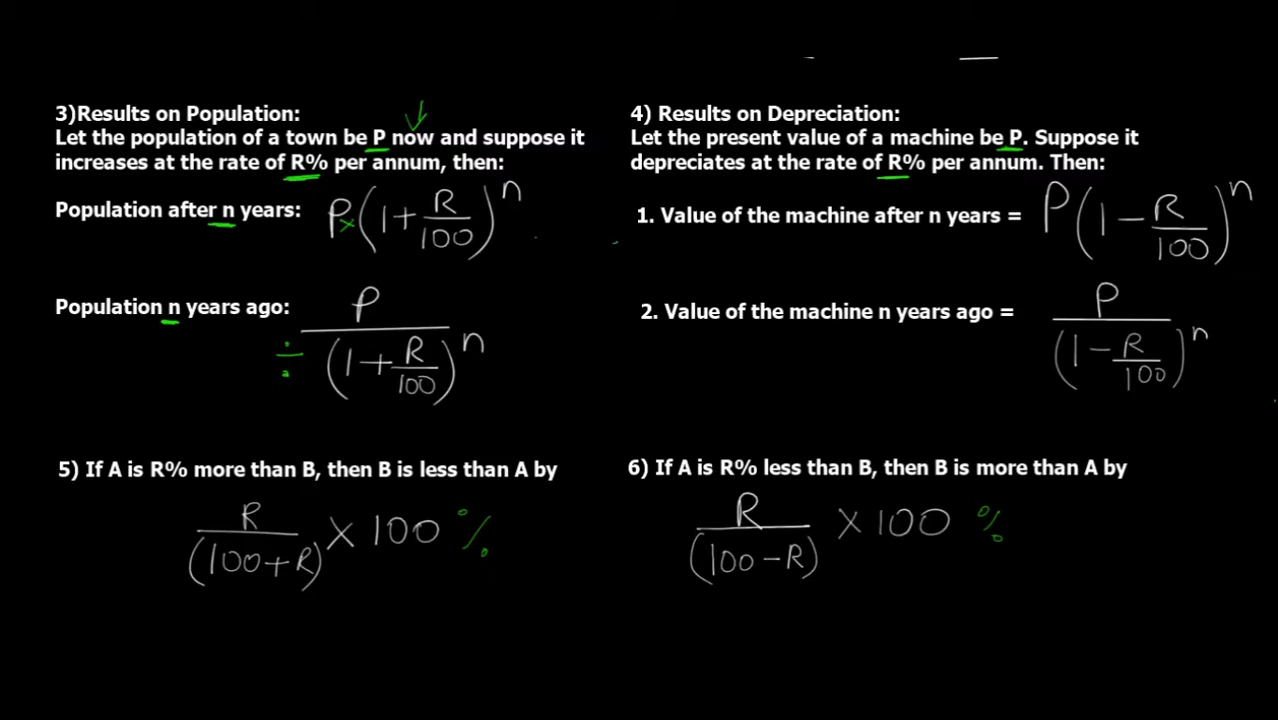 3)Results on Population:
Let the population of a town be P now and suppose it
increases at the rate of R% per annum, then:
Population after n years: P×(1+R/100)^n
Population n years ago: P
÷ (1+R/100)^n
4) Results on Depreciation:
Let the present value of a machine be P. Suppose it
depreciates at the rate of R% per annum. Then:
1. Value of the machine after n years = P(1−R/100)^n
2. Value of the machine n years ago = P
(1−R/100)^n
5) If A is R% more than B, then B is less than A by
R/(100+R) × 100 %
6) If A is R% less than B, then B is more than A by
R/(100−R) × 100 %